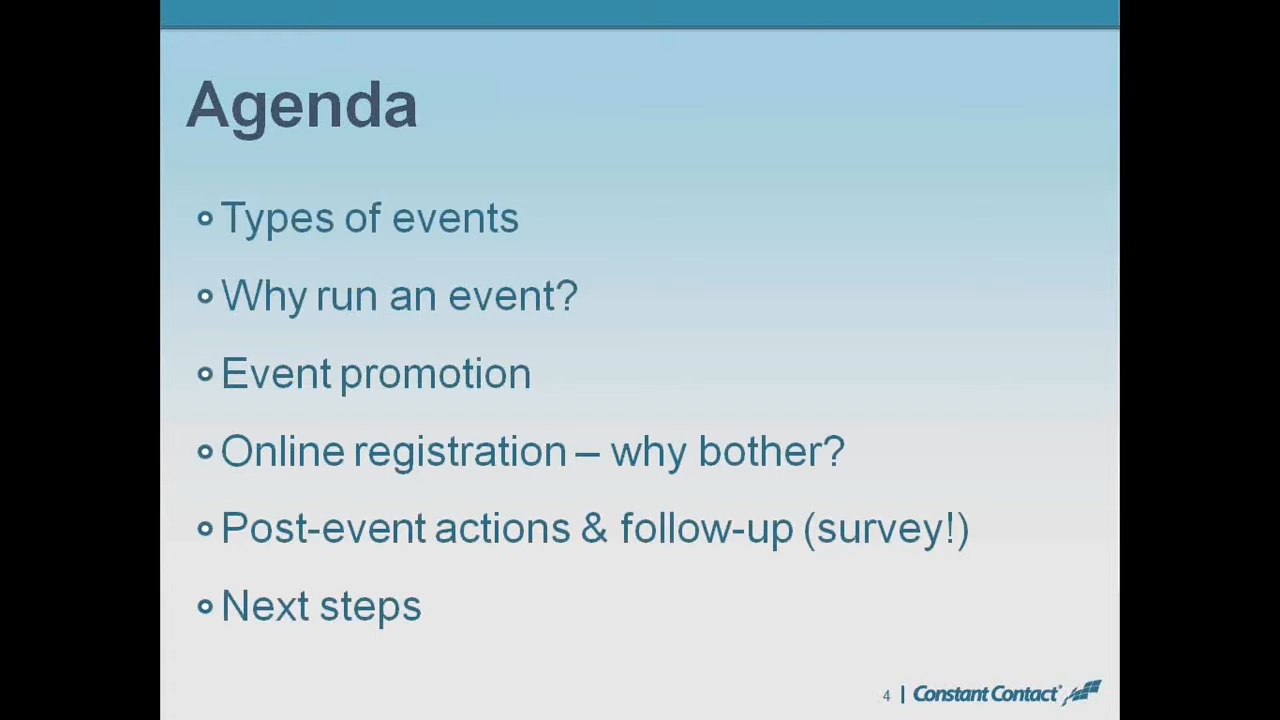 Agenda
Types of events
Why run an event?
Event promotion
Online registration – why bother?
Post-event actions & follow-up (survey!)
Next steps
4 | Constant Contact®